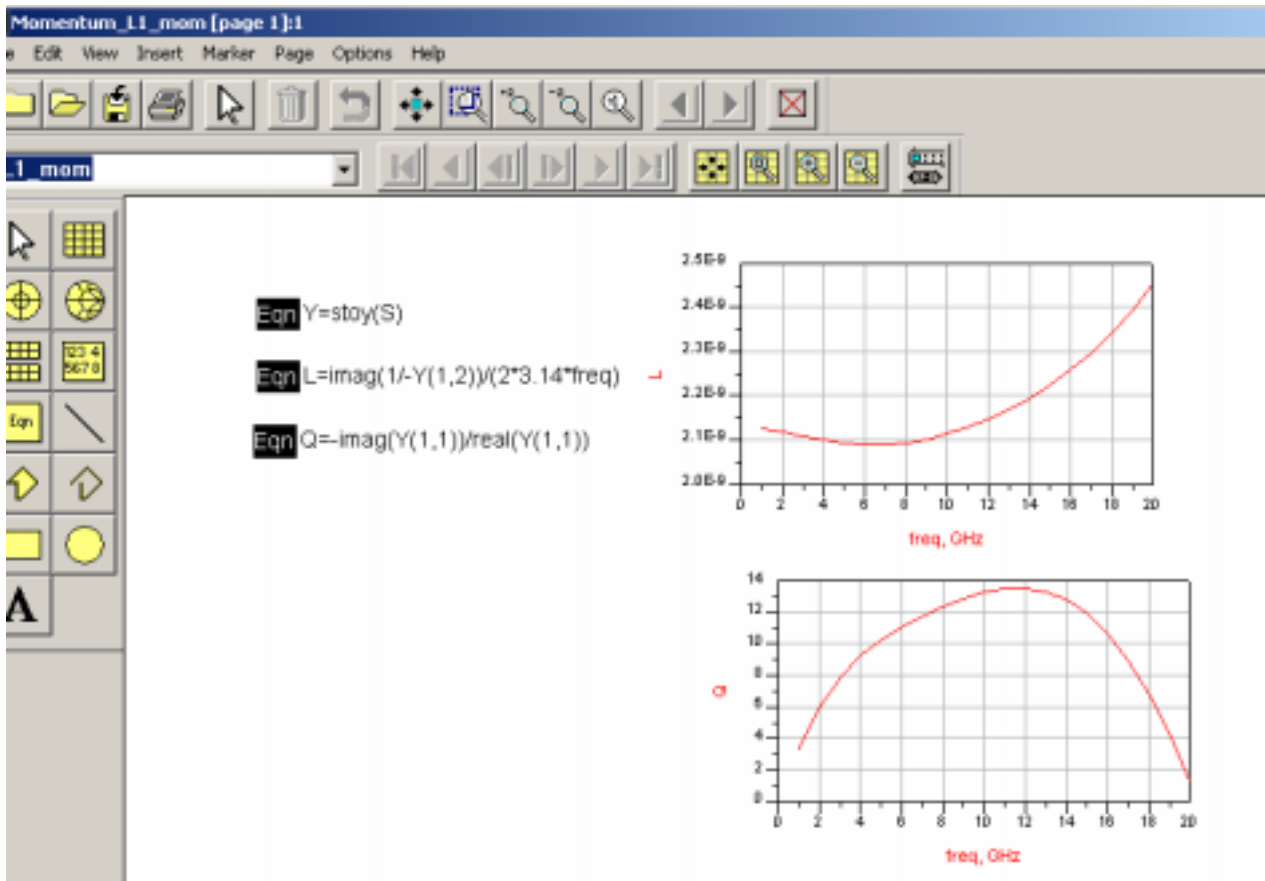 Momentum_L1_mom [page 1]:1
e Edit View Insert Marker Page Options Help
L1_mom
123 4
5678
Eqn
A
Eqn Y=stoy(S)
Eqn L=imag(1/-Y(1,2))/(2*3.14*freq)
Eqn Q=-imag(Y(1,1))/real(Y(1,1))
2.5E-9
2.4E-9
2.3E-9
2.2E-9
2.1E-9
2.0E-9
L
0 2 4 6 8 10 12 14 16 18 20
freq, GHz
14
12
10
8
6
4
2
0
Q
0 2 4 6 8 10 12 14 16 18 20
freq, GHz